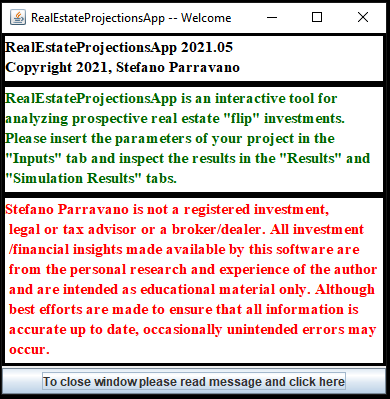 RealEstateProjectionsApp -- Welcome
RealEstateProjectionsApp 2021.05
Copyright 2021, Stefano Parravano
RealEstateProjectionsApp is an interactive tool for
analyzing prospective real estate "flip" investments.
Please insert the parameters of your project in the
"Inputs" tab and inspect the results in the "Results" and
"Simulation Results" tabs.
Stefano Parravano is not a registered investment,
legal or tax advisor or a broker/dealer. All investment
/financial insights made available by this software are
from the personal research and experience of the author
and are intended as educational material only. Although
best efforts are made to ensure that all information is
accurate up to date, occasionally unintended errors may
occur.
To close window please read message and click here